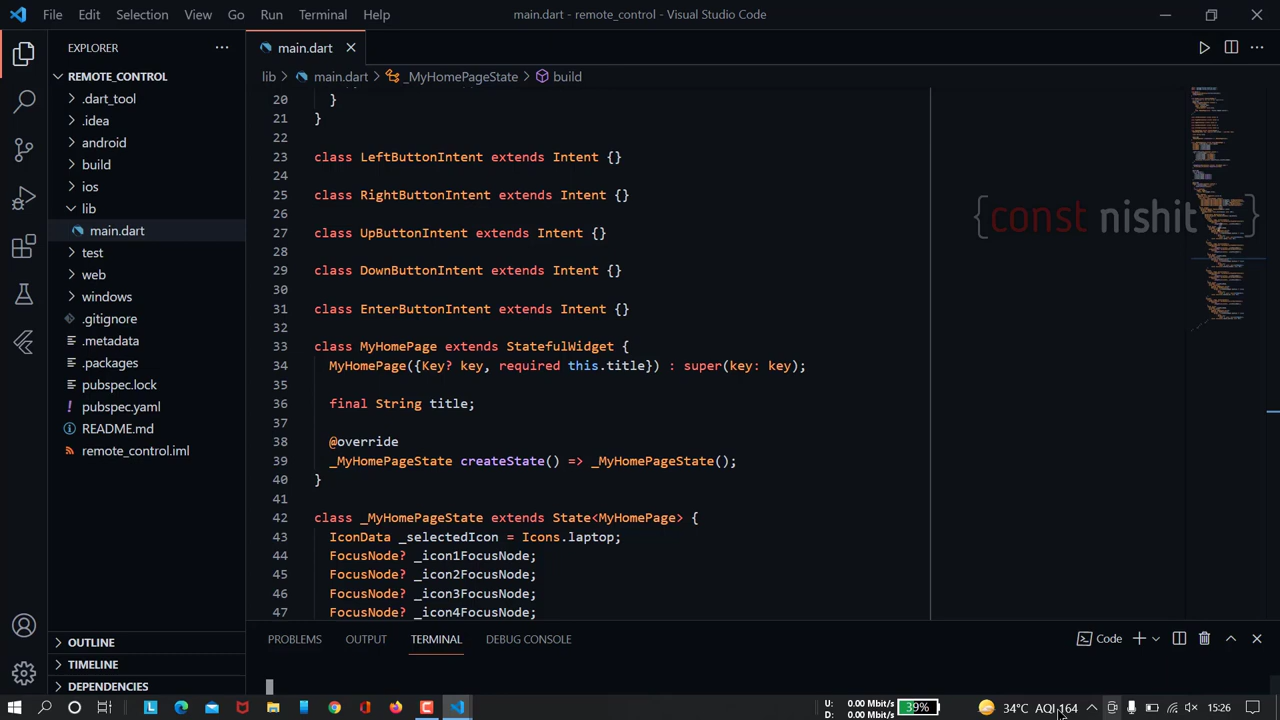 File Edit Selection View Go Run Terminal Help
main.dart - remote_control - Visual Studio Code
EXPLORER
REMOTE_CONTROL
.dart_tool
.idea
android
build
ios
lib
main.dart
test
web
windows
.gitignore
.metadata
.packages
pubspec.lock
pubspec.yaml
README.md
remote_control.iml
OUTLINE
TIMELINE
DEPENDENCIES
main.dart
lib > main.dart > _MyHomePageState > build
20 }
21 }
22
23 class LeftButtonIntent extends Intent {}
24
25 class RightButtonIntent extends Intent {}
26
27 class UpButtonIntent extends Intent {}
28
29 class DownButtonIntent extends Intent {}
30
31 class EnterButtonIntent extends Intent {}
32
33 class MyHomePage extends StatefulWidget {
34 MyHomePage({Key? key, required this.title}) : super(key: key);
35
36 final String title;
37
38 @override
39 _MyHomePageState createState() => _MyHomePageState();
40 }
41
42 class _MyHomePageState extends State<MyHomePage> {
43 IconData _selectedIcon = Icons.laptop;
44 FocusNode? _icon1FocusNode;
45 FocusNode? _icon2FocusNode;
46 FocusNode? _icon3FocusNode;
47 FocusNode? _icon4FocusNode;
{const nishit}
PROBLEMS OUTPUT TERMINAL DEBUG CONSOLE
Code
U: 0.00 Mbit/s
D: 0.00 Mbit/s
39%
34°C AQI 164
15:26